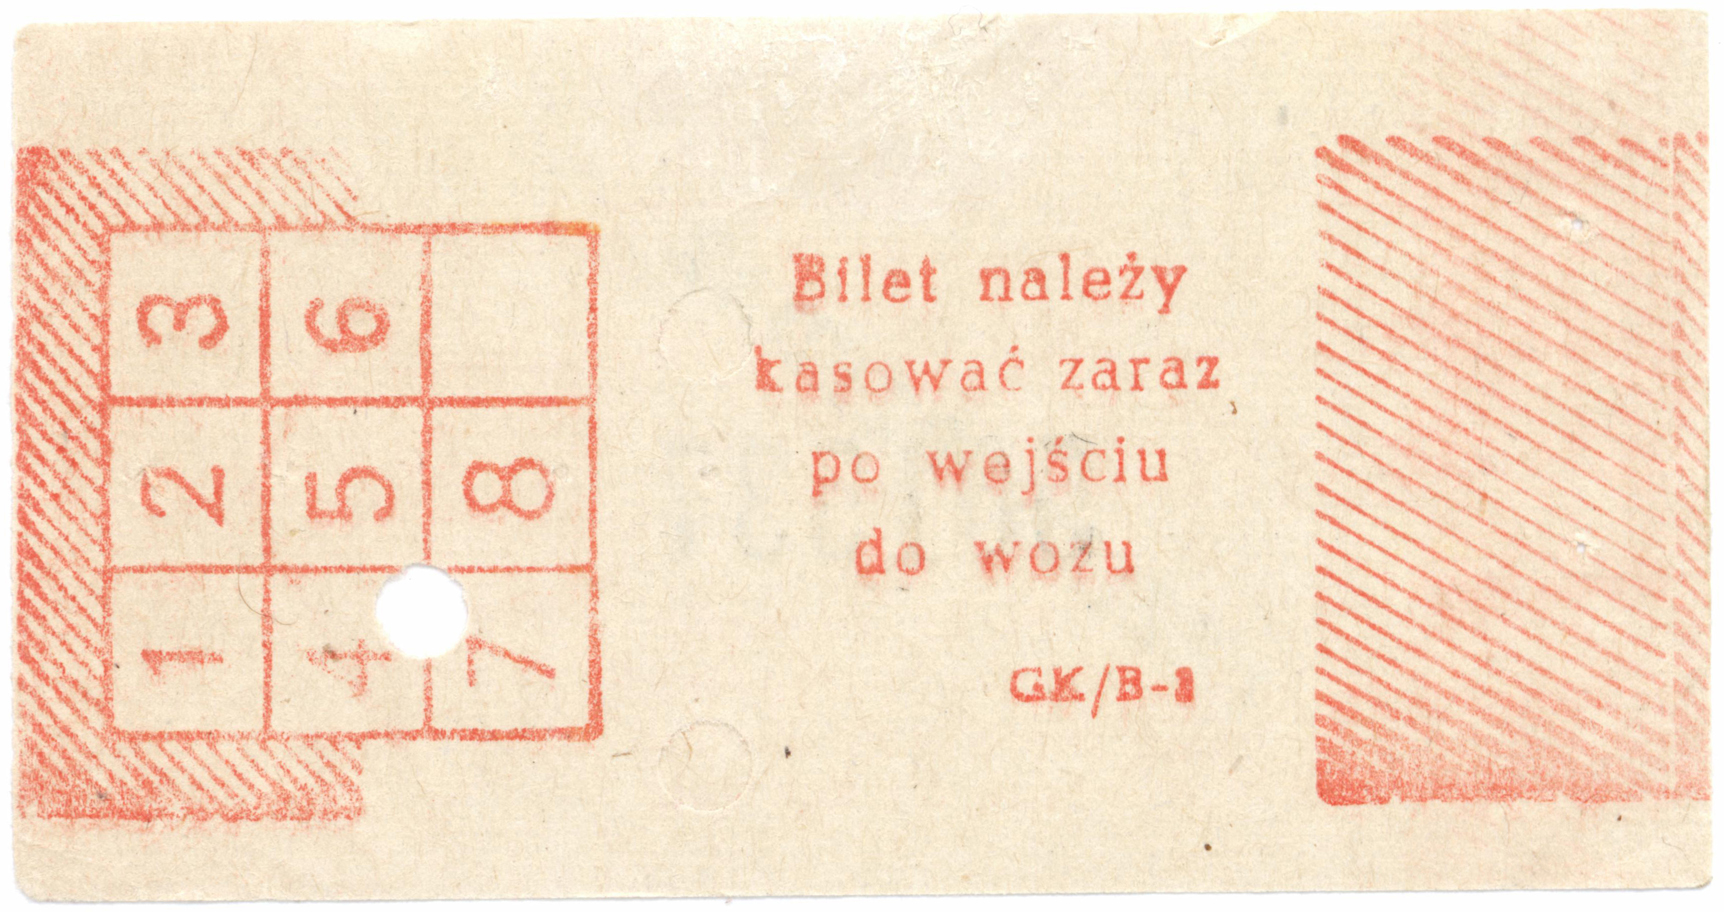 3 6
2 5 8
1 4 7
Bilet należy
kasować zaraz
po wejściu
do wozu
GK/B-1